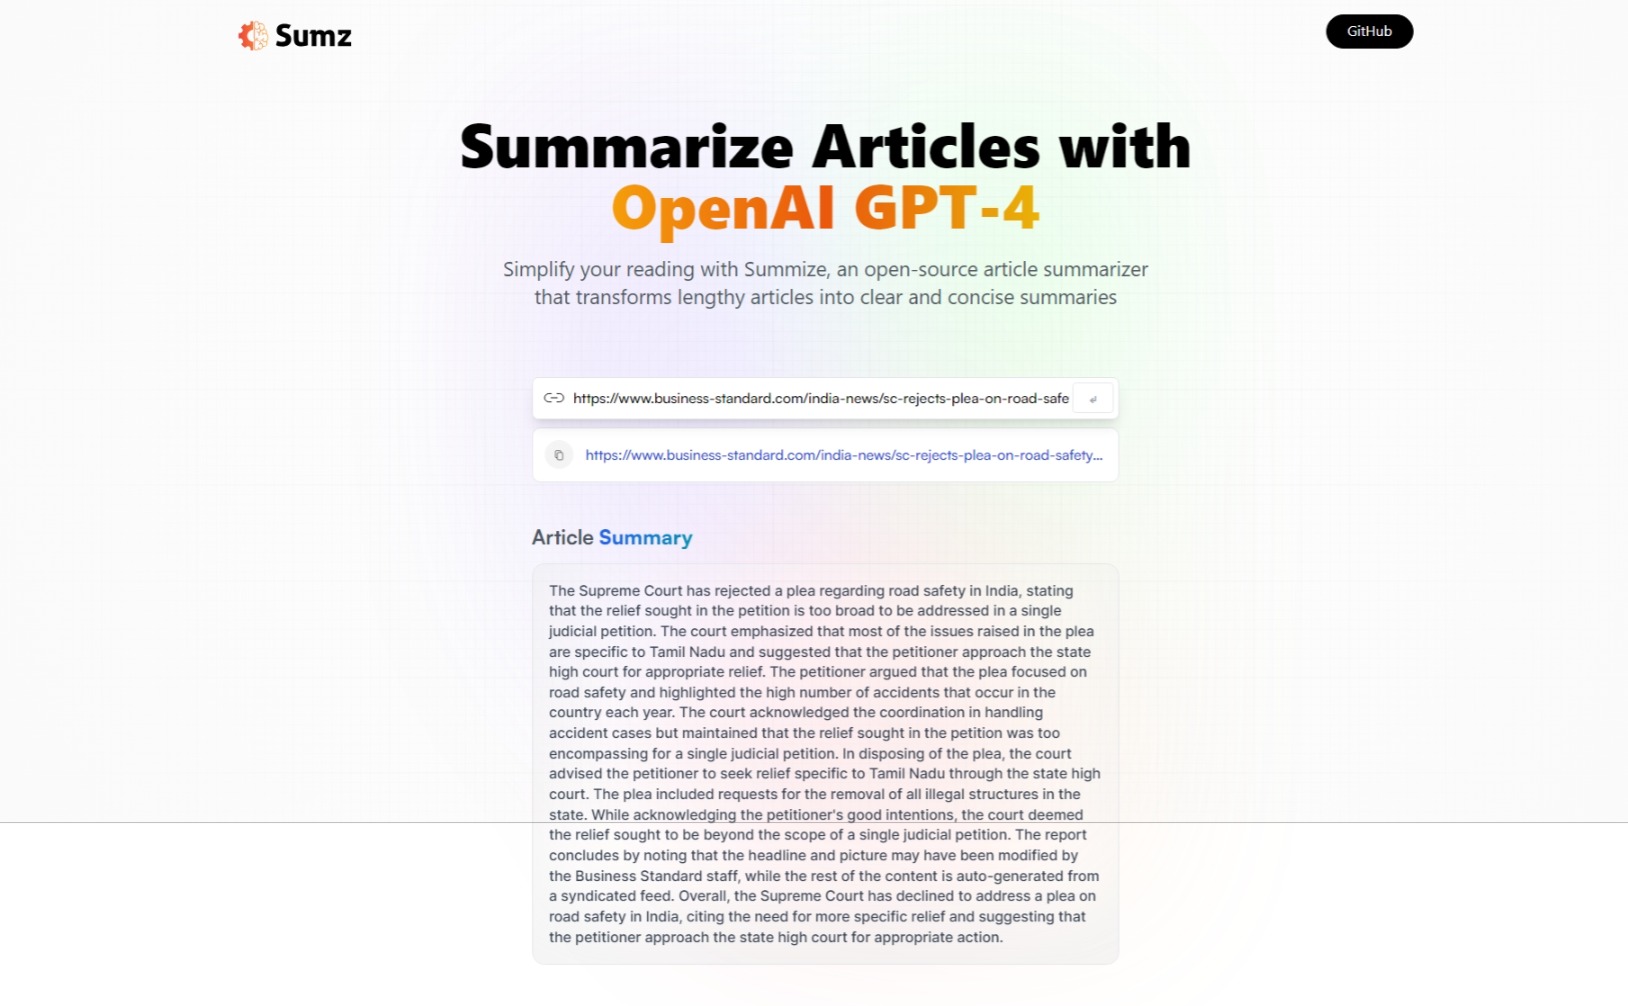 Sumz
GitHub
Summarize Articles with
OpenAI GPT-4
Simplify your reading with Summize, an open-source article summarizer
that transforms lengthy articles into clear and concise summaries
https://www.business-standard.com/india-news/sc-rejects-plea-on-road-safe
https://www.business-standard.com/india-news/sc-rejects-plea-on-road-safety...
Article Summary
The Supreme Court has rejected a plea regarding road safety in India, stating
that the relief sought in the petition is too broad to be addressed in a single
judicial petition. The court emphasized that most of the issues raised in the plea
are specific to Tamil Nadu and suggested that the petitioner approach the state
high court for appropriate relief. The petitioner argued that the plea focused on
road safety and highlighted the high number of accidents that occur in the
country each year. The court acknowledged the coordination in handling
accident cases but maintained that the relief sought in the petition was too
encompassing for a single judicial petition. In disposing of the plea, the court
advised the petitioner to seek relief specific to Tamil Nadu through the state high
court. The plea included requests for the removal of all illegal structures in the
state. While acknowledging the petitioner's good intentions, the court deemed
the relief sought to be beyond the scope of a single judicial petition. The report
concludes by noting that the headline and picture may have been modified by
the Business Standard staff, while the rest of the content is auto-generated from
a syndicated feed. Overall, the Supreme Court has declined to address a plea on
road safety in India, citing the need for more specific relief and suggesting that
the petitioner approach the state high court for appropriate action.